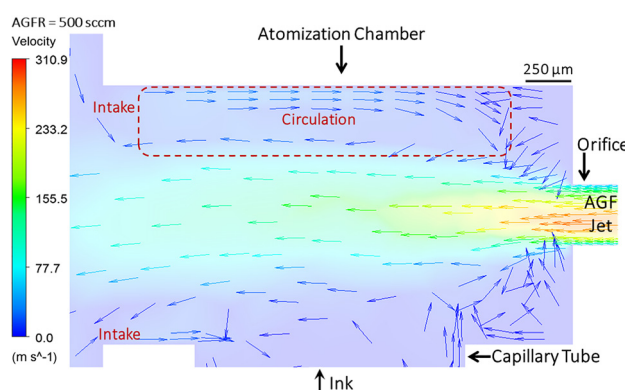 AGFR = 500 sccm
Velocity
310.9
233.2
155.5
77.7
0.0
(m s^-1)
Atomization Chamber
250 µm
Intake
Circulation
Orifice
AGF
Jet
Intake
Capillary Tube
Ink